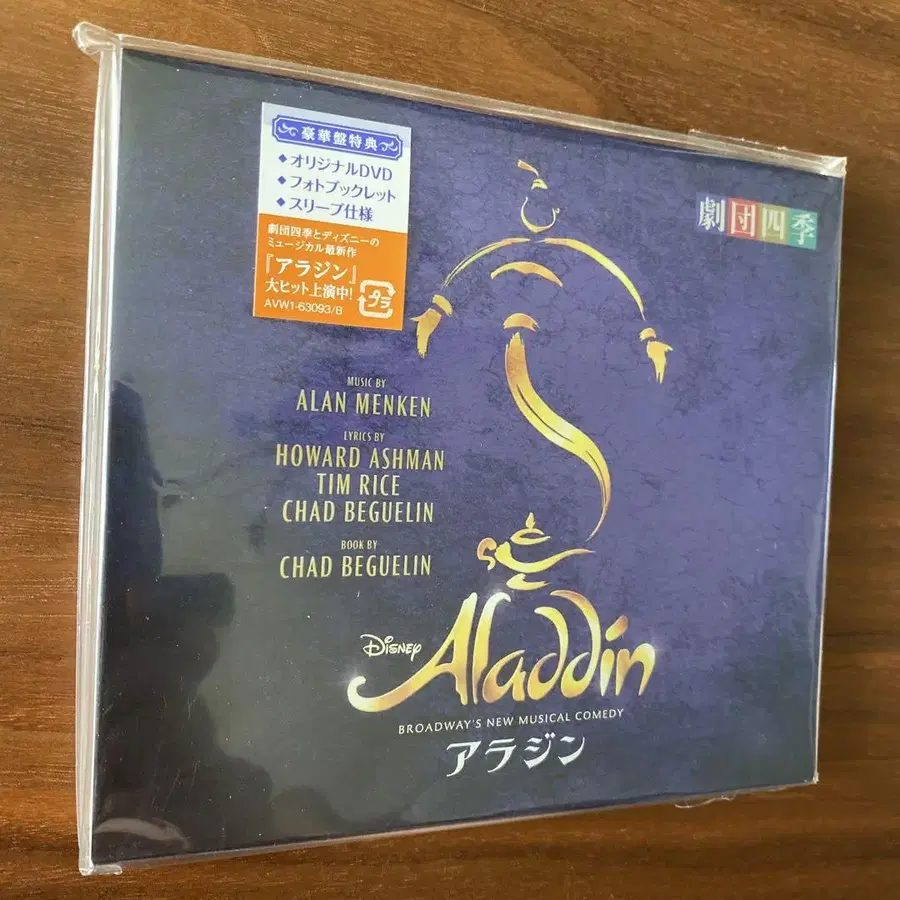 豪華盤特典
◆オリジナルDVD
◆フォトブックレット
◆スリーブ仕様
劇団四季とディズニーの
ミュージカル最新作
『アラジン』
大ヒット上演中!
プラ
AVW1-63093/B
劇団四季
MUSIC BY
ALAN MENKEN
LYRICS BY
HOWARD ASHMAN
TIM RICE
CHAD BEGUELIN
BOOK BY
CHAD BEGUELIN
DISNEY
Aladdin
BROADWAY'S NEW MUSICAL COMEDY
アラジン